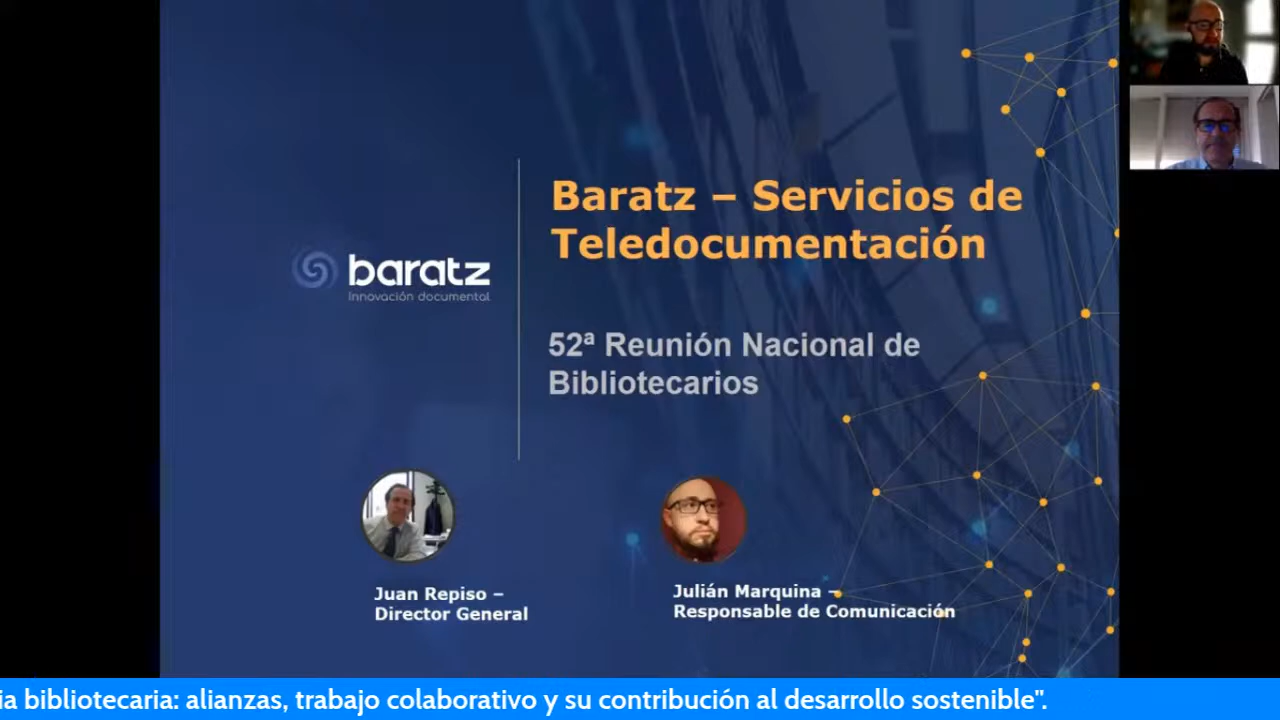 baratz
innovación documental
Baratz – Servicios de
Teledocumentación
52ª Reunión Nacional de
Bibliotecarios
Juan Repiso –
Director General
Julián Marquina –
Responsable de Comunicación
ia bibliotecaria: alianzas, trabajo colaborativo y su contribución al desarrollo sostenible".